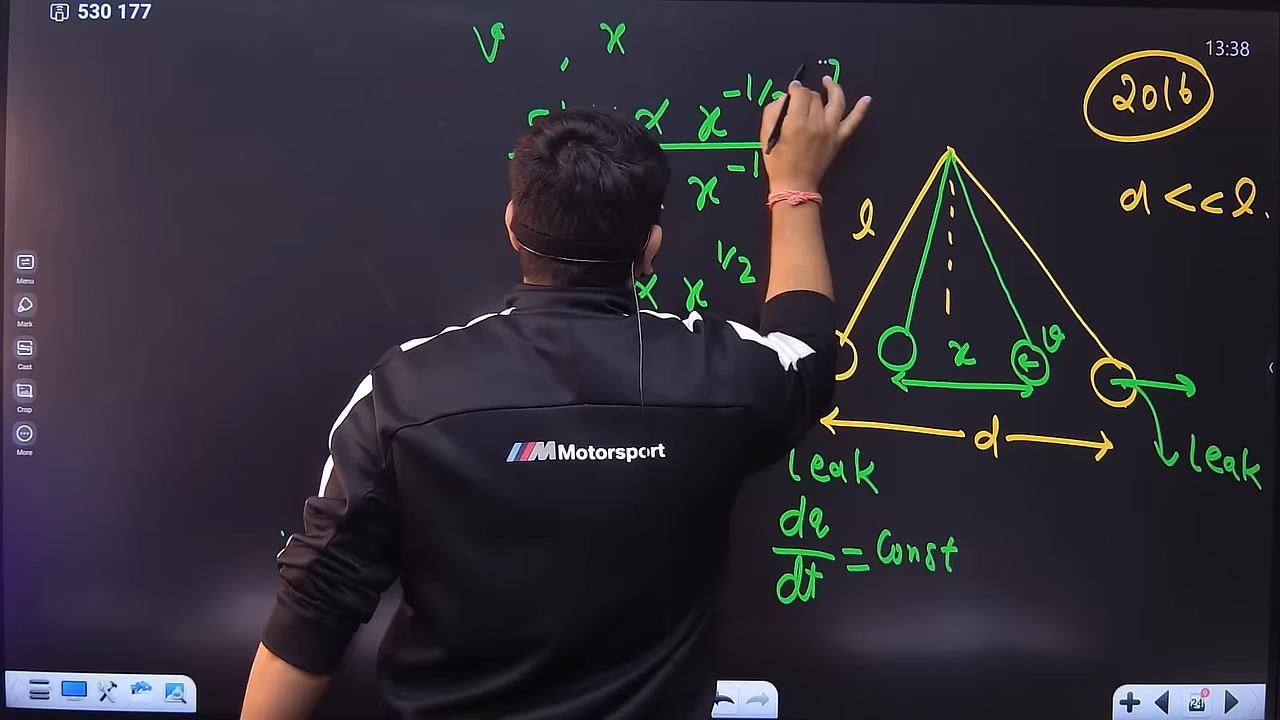 530 177
13:38
v , x
2016
x^{-1/2}
x^{-1}
d << l.
l
x^{1/2}
x
v
d
leak
leak
dq/dt = Const
M Motorsport
Menu
Mark
Cast
Crop
More
24